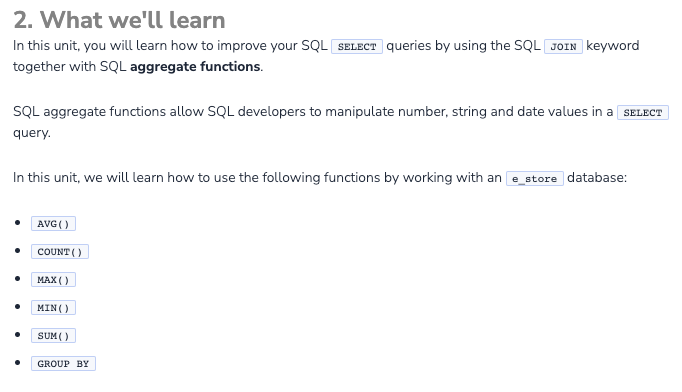 2. What we'll learn
In this unit, you will learn how to improve your SQL SELECT queries by using the SQL JOIN keyword
together with SQL aggregate functions.
SQL aggregate functions allow SQL developers to manipulate number, string and date values in a SELECT
query.
In this unit, we will learn how to use the following functions by working with an e_store database:
• AVG()
• COUNT()
• MAX()
• MIN()
• SUM()
• GROUP BY